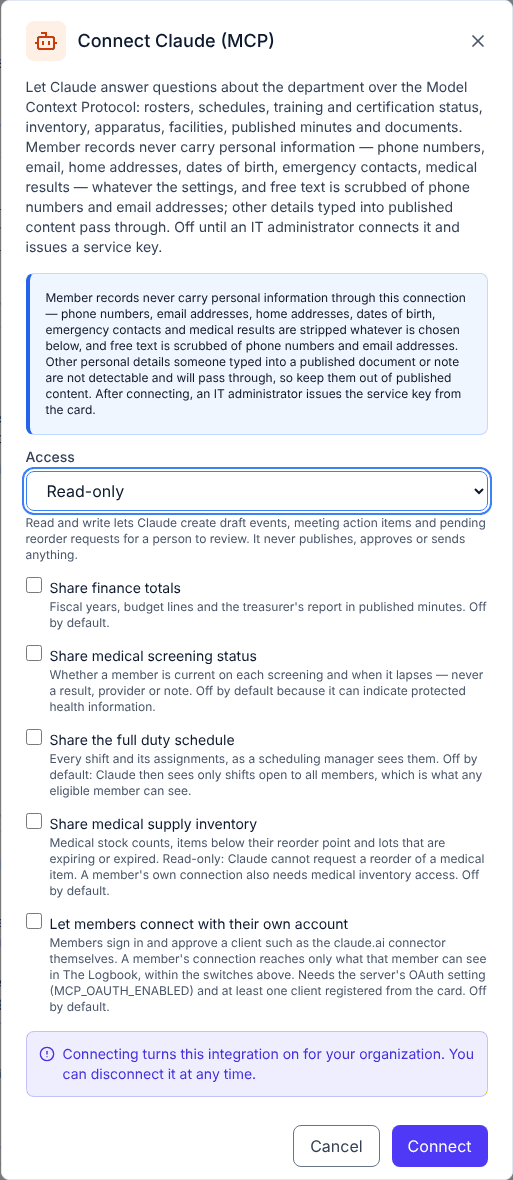 Connect Claude (MCP)
Let Claude answer questions about the department over the Model
Context Protocol: rosters, schedules, training and certification status,
inventory, apparatus, facilities, published minutes and documents.
Member records never carry personal information — phone numbers,
email, home addresses, dates of birth, emergency contacts, medical
results — whatever the settings, and free text is scrubbed of phone
numbers and email addresses; other details typed into published
content pass through. Off until an IT administrator connects it and
issues a service key.
Member records never carry personal information through this connection
— phone numbers, email addresses, home addresses, dates of birth,
emergency contacts and medical results are stripped whatever is chosen
below, and free text is scrubbed of phone numbers and email addresses.
Other personal details someone typed into a published document or note
are not detectable and will pass through, so keep them out of published
content. After connecting, an IT administrator issues the service key from
the card.
Access
Read-only
Read and write lets Claude create draft events, meeting action items and pending
reorder requests for a person to review. It never publishes, approves or sends
anything.
Share finance totals
Fiscal years, budget lines and the treasurer's report in published minutes. Off
by default.
Share medical screening status
Whether a member is current on each screening and when it lapses — never
a result, provider or note. Off by default because it can indicate protected
health information.
Share the full duty schedule
Every shift and its assignments, as a scheduling manager sees them. Off by
default: Claude then sees only shifts open to all members, which is what any
eligible member can see.
Share medical supply inventory
Medical stock counts, items below their reorder point and lots that are
expiring or expired. Read-only: Claude cannot request a reorder of a medical
item. A member's own connection also needs medical inventory access. Off
by default.
Let members connect with their own account
Members sign in and approve a client such as the claude.ai connector
themselves. A member's connection reaches only what that member can see
in The Logbook, within the switches above. Needs the server's OAuth setting
(MCP_OAUTH_ENABLED) and at least one client registered from the card. Off
by default.
Connecting turns this integration on for your organization. You
can disconnect it at any time.
Cancel
Connect